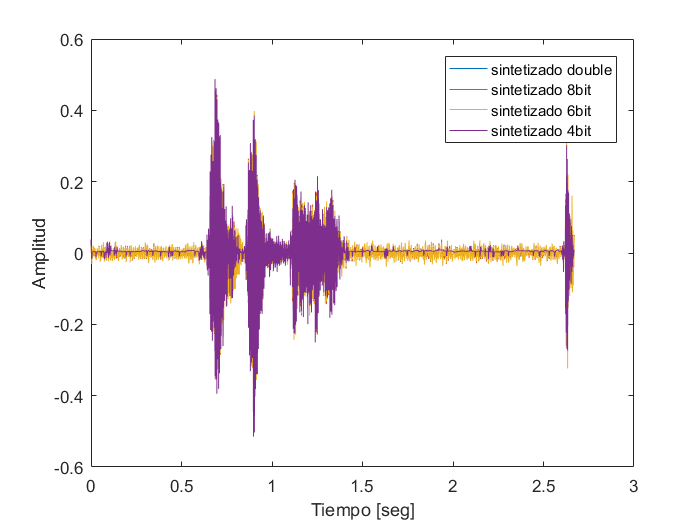 0.6
0.4
0.2
0
-0.2
-0.4
-0.6
Amplitud
sintetizado double
sintetizado 8bit
sintetizado 6bit
sintetizado 4bit
0 0.5 1 1.5 2 2.5 3
Tiempo [seg]